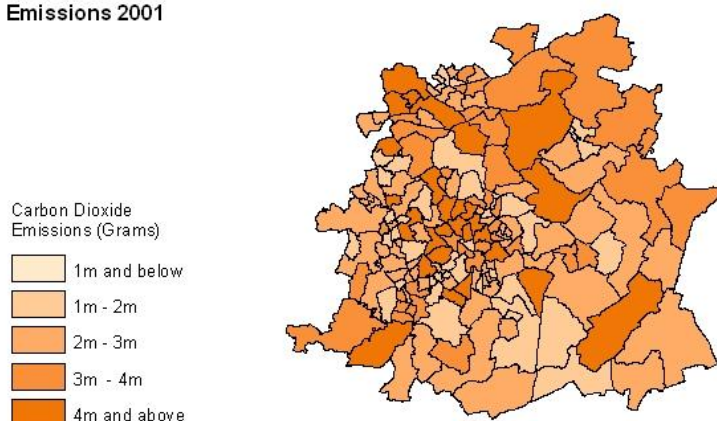 Emissions 2001
Carbon Dioxide
Emissions (Grams)
1m and below
1m - 2m
2m - 3m
3m - 4m
4m and above